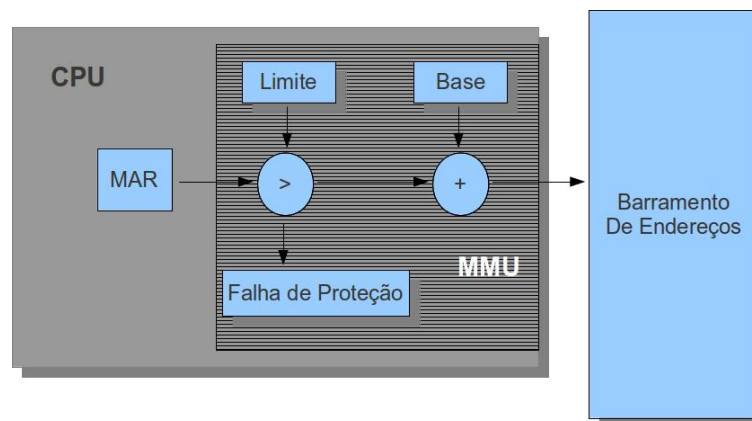 CPU
Limite
Base
MAR
>
+
Barramento
De Endereços
MMU
Falha de Proteção